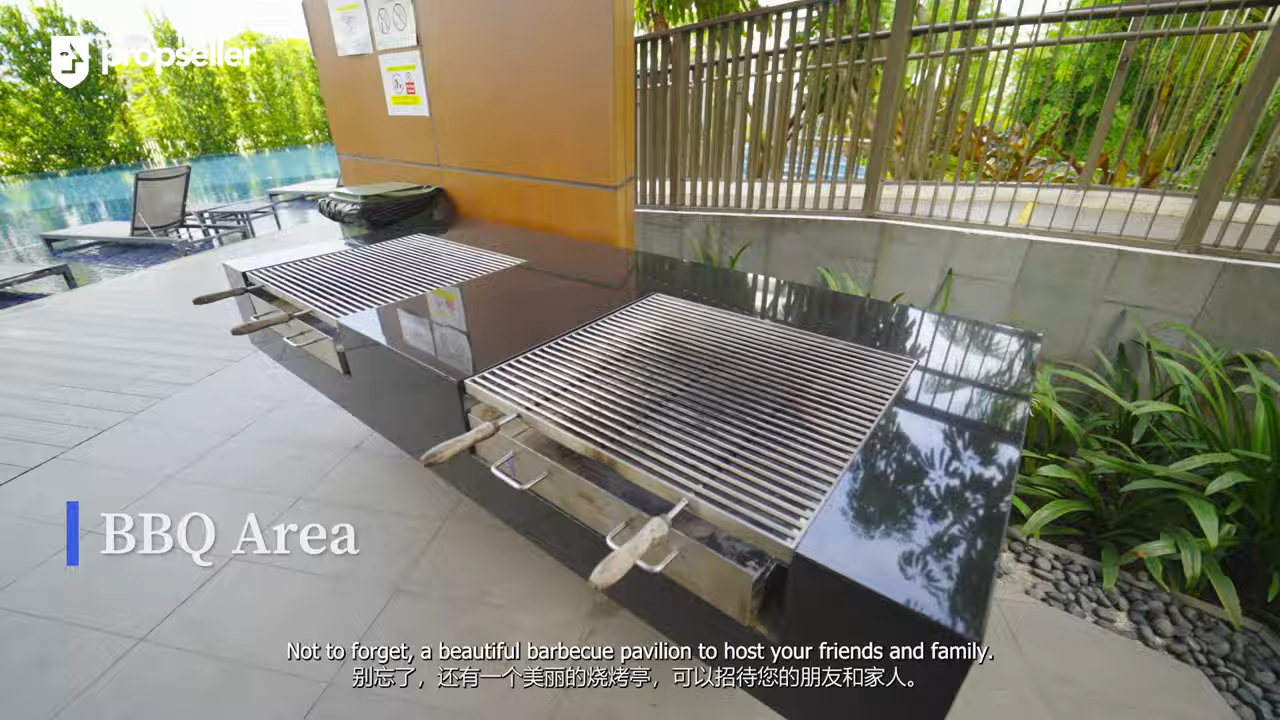 propseller
BBQ Area
Not to forget, a beautiful barbecue pavilion to host your friends and family.
别忘了，还有一个美丽的烧烤亭，可以招待您的朋友和家人。